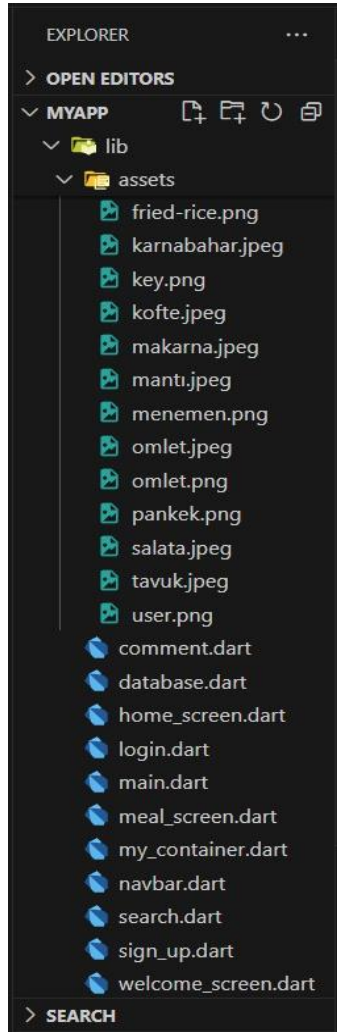 EXPLORER
OPEN EDITORS
MYAPP
lib
assets
fried-rice.png
karnabahar.jpeg
key.png
kofte.jpeg
makarna.jpeg
mantı.jpeg
menemen.png
omlet.jpeg
omlet.png
pankek.png
salata.jpeg
tavuk.jpeg
user.png
comment.dart
database.dart
home_screen.dart
login.dart
main.dart
meal_screen.dart
my_container.dart
navbar.dart
search.dart
sign_up.dart
welcome_screen.dart
SEARCH